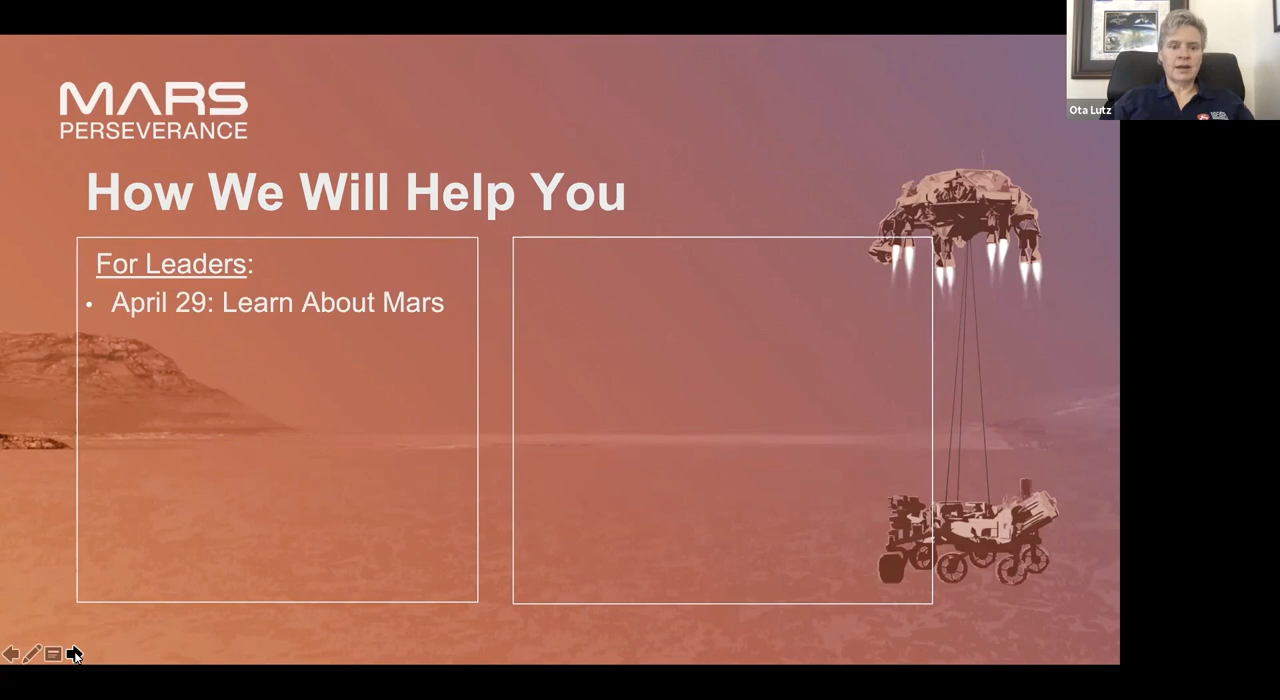 MARS
PERSEVERANCE
How We Will Help You
For Leaders:
• April 29: Learn About Mars
Ota Lutz